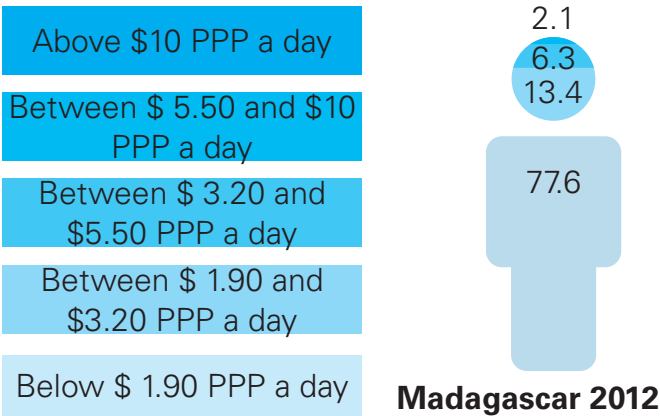 Above $10 PPP a day
Between $ 5.50 and $10
PPP a day
Between $ 3.20 and
$5.50 PPP a day
Between $ 1.90 and
$3.20 PPP a day
Below $ 1.90 PPP a day
2.1
6.3
13.4
77.6
Madagascar 2012